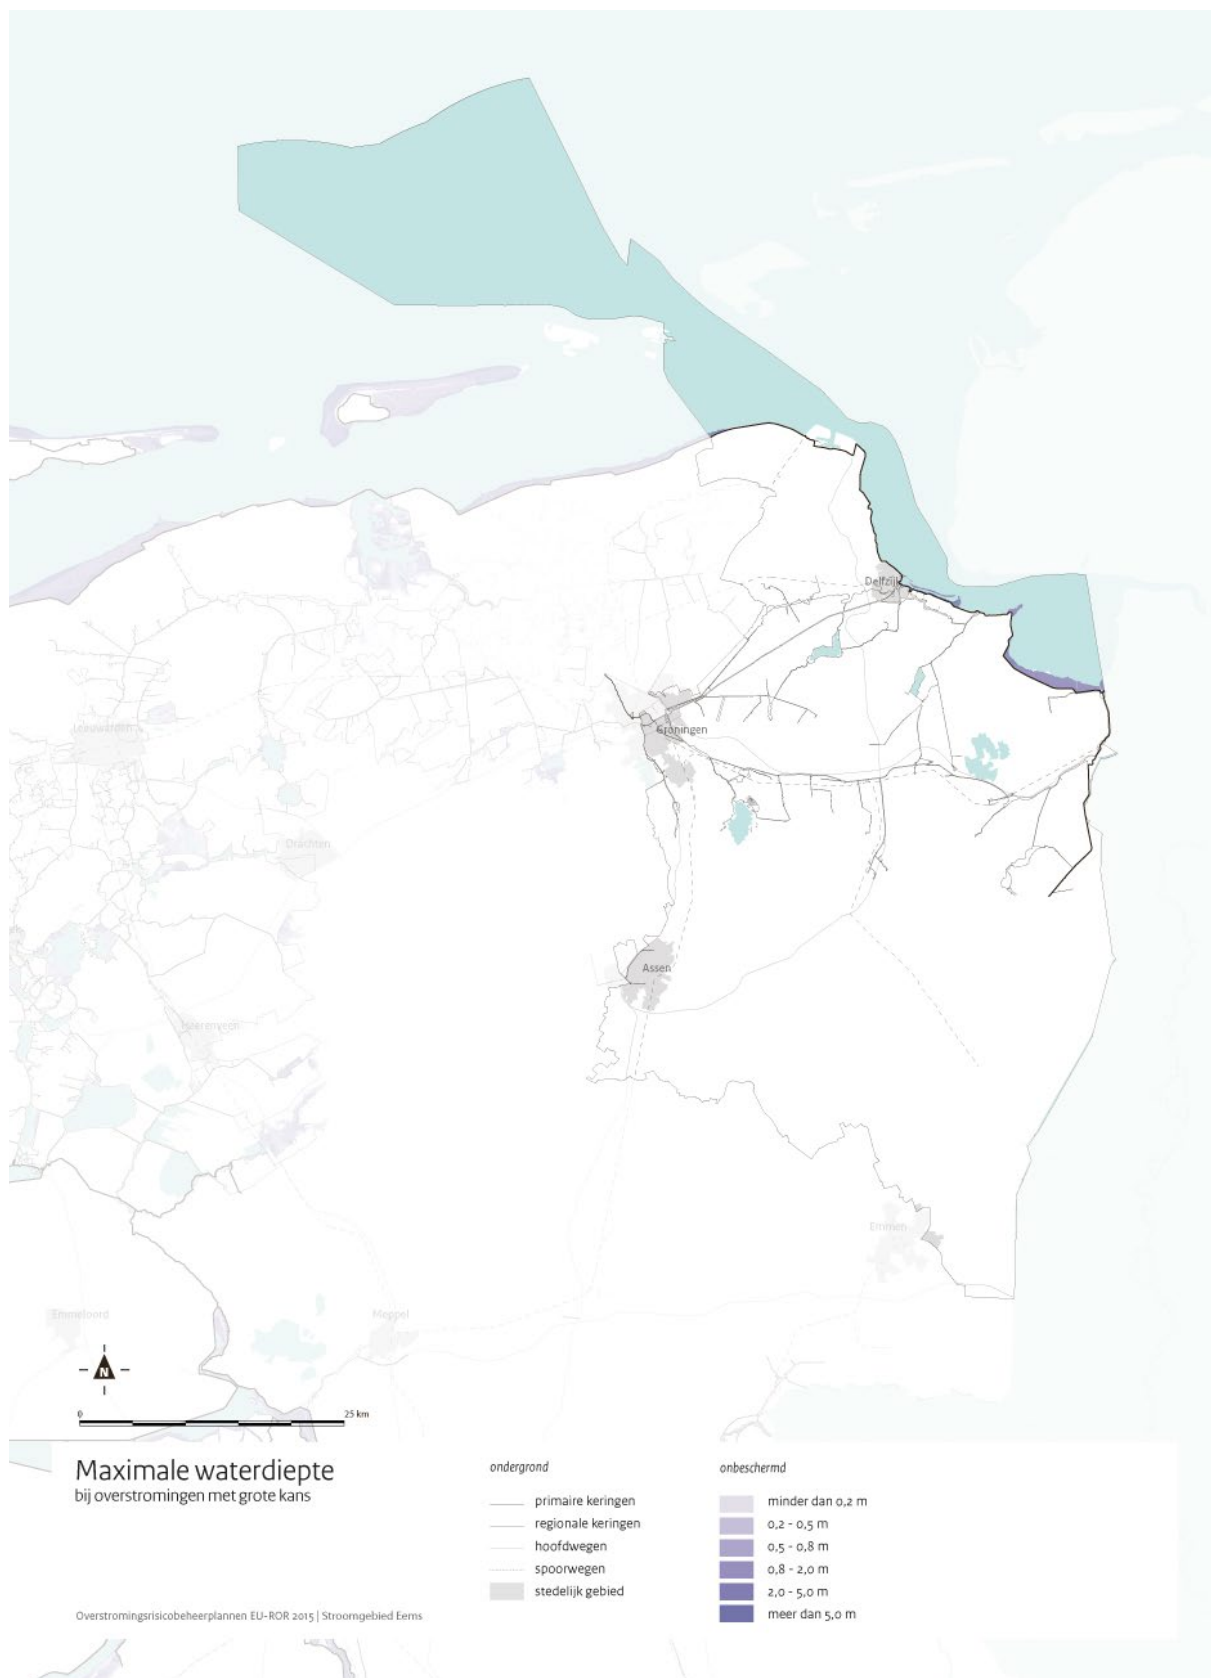 Delfzijl
Groningen
Leeuwarden
Drachten
Assen
Heerenveen
Emmen
Emmeloord
Meppel
N
0 25 km
Maximale waterdiepte
bij overstromingen met grote kans
Overstromingsrisicobeheerplannen EU-ROR 2015 | Stroomgebied Eems
ondergrond
primaire keringen
regionale keringen
hoofdwegen
spoorwegen
stedelijk gebied
onbeschermd
minder dan 0,2 m
0,2 - 0,5 m
0,5 - 0,8 m
0,8 - 2,0 m
2,0 - 5,0 m
meer dan 5,0 m